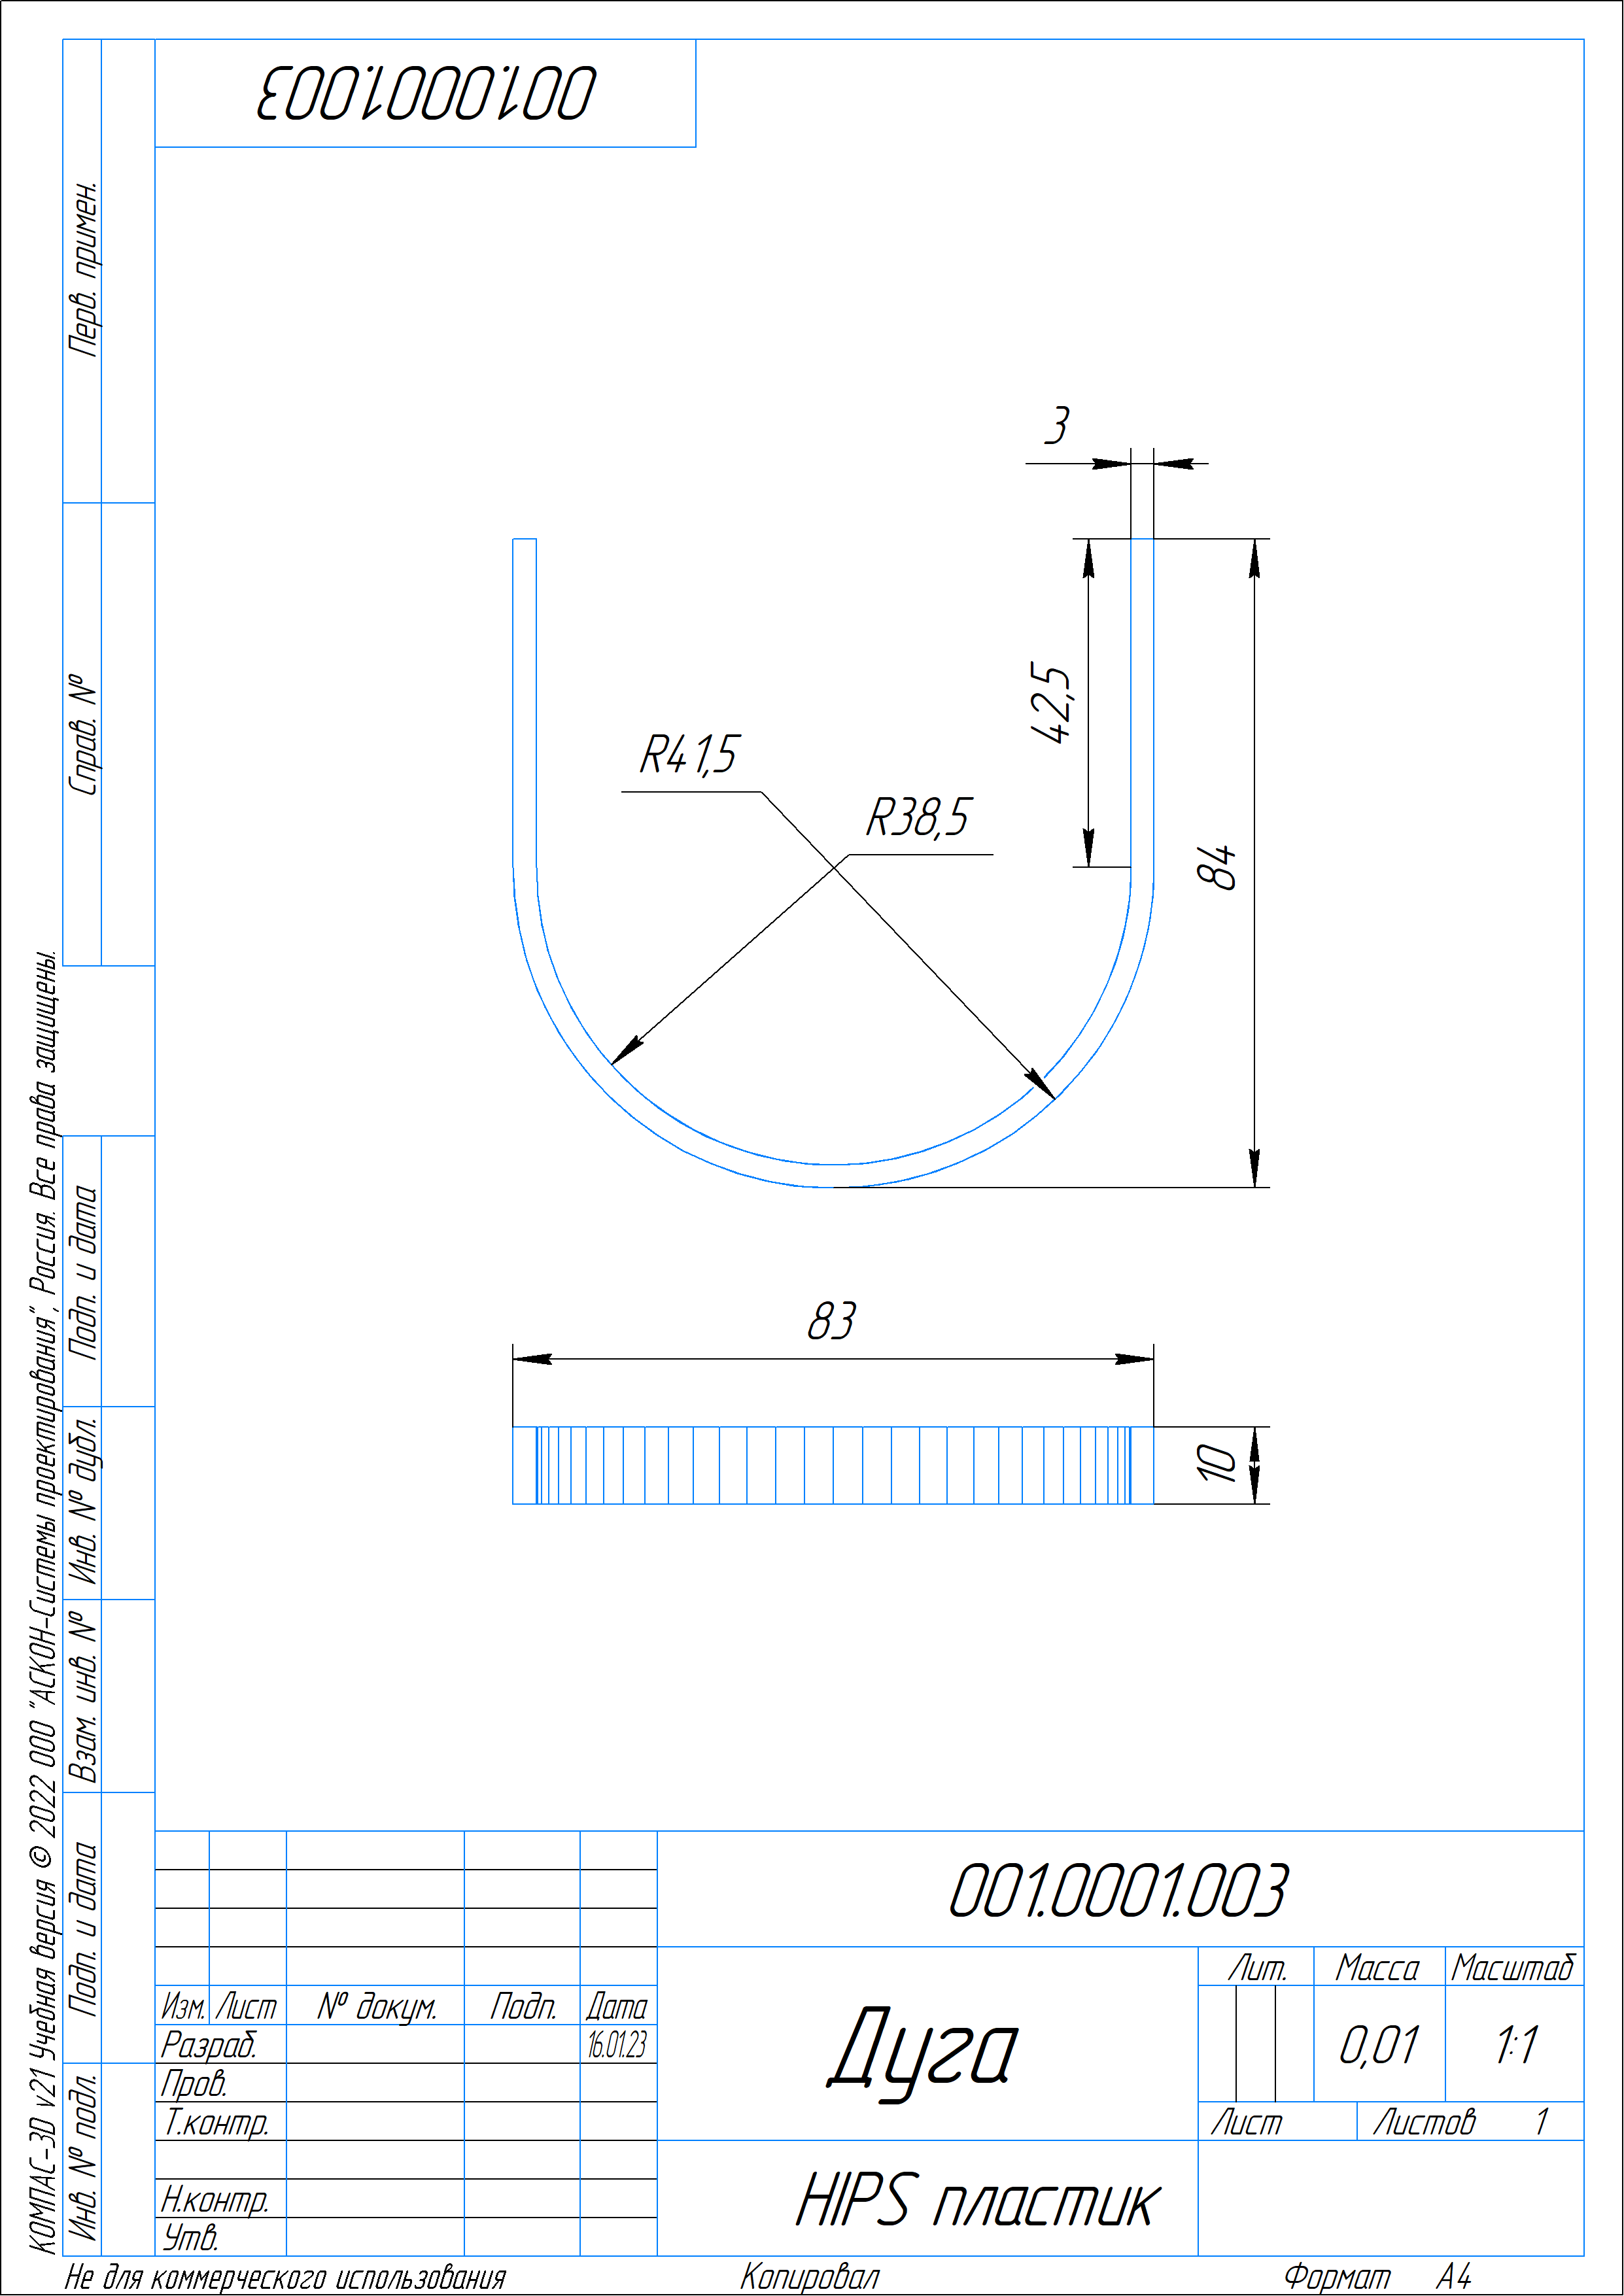 001.0001.003
Перв. примен.
Справ. №
Подп. и дата
Инв. № дубл.
Взам. инв. №
Подп. и дата
Инв. № подл.
КОМПАС-3D v21 Учебная версия © 2022 ООО "АСКОН-Системы проектирования", Россия. Все права защищены.
3
42,5
84
R41,5
R38,5
83
10
001.0001.003
Изм. Лист № докум. Подп. Дата
Разраб. 16.01.23
Пров.
Т.контр.
Н.контр.
Утв.
Дуга
Лит. Масса Масштаб
0,01 1:1
Лист Листов 1
HIPS пластик
Не для коммерческого использования Копировал Формат A4